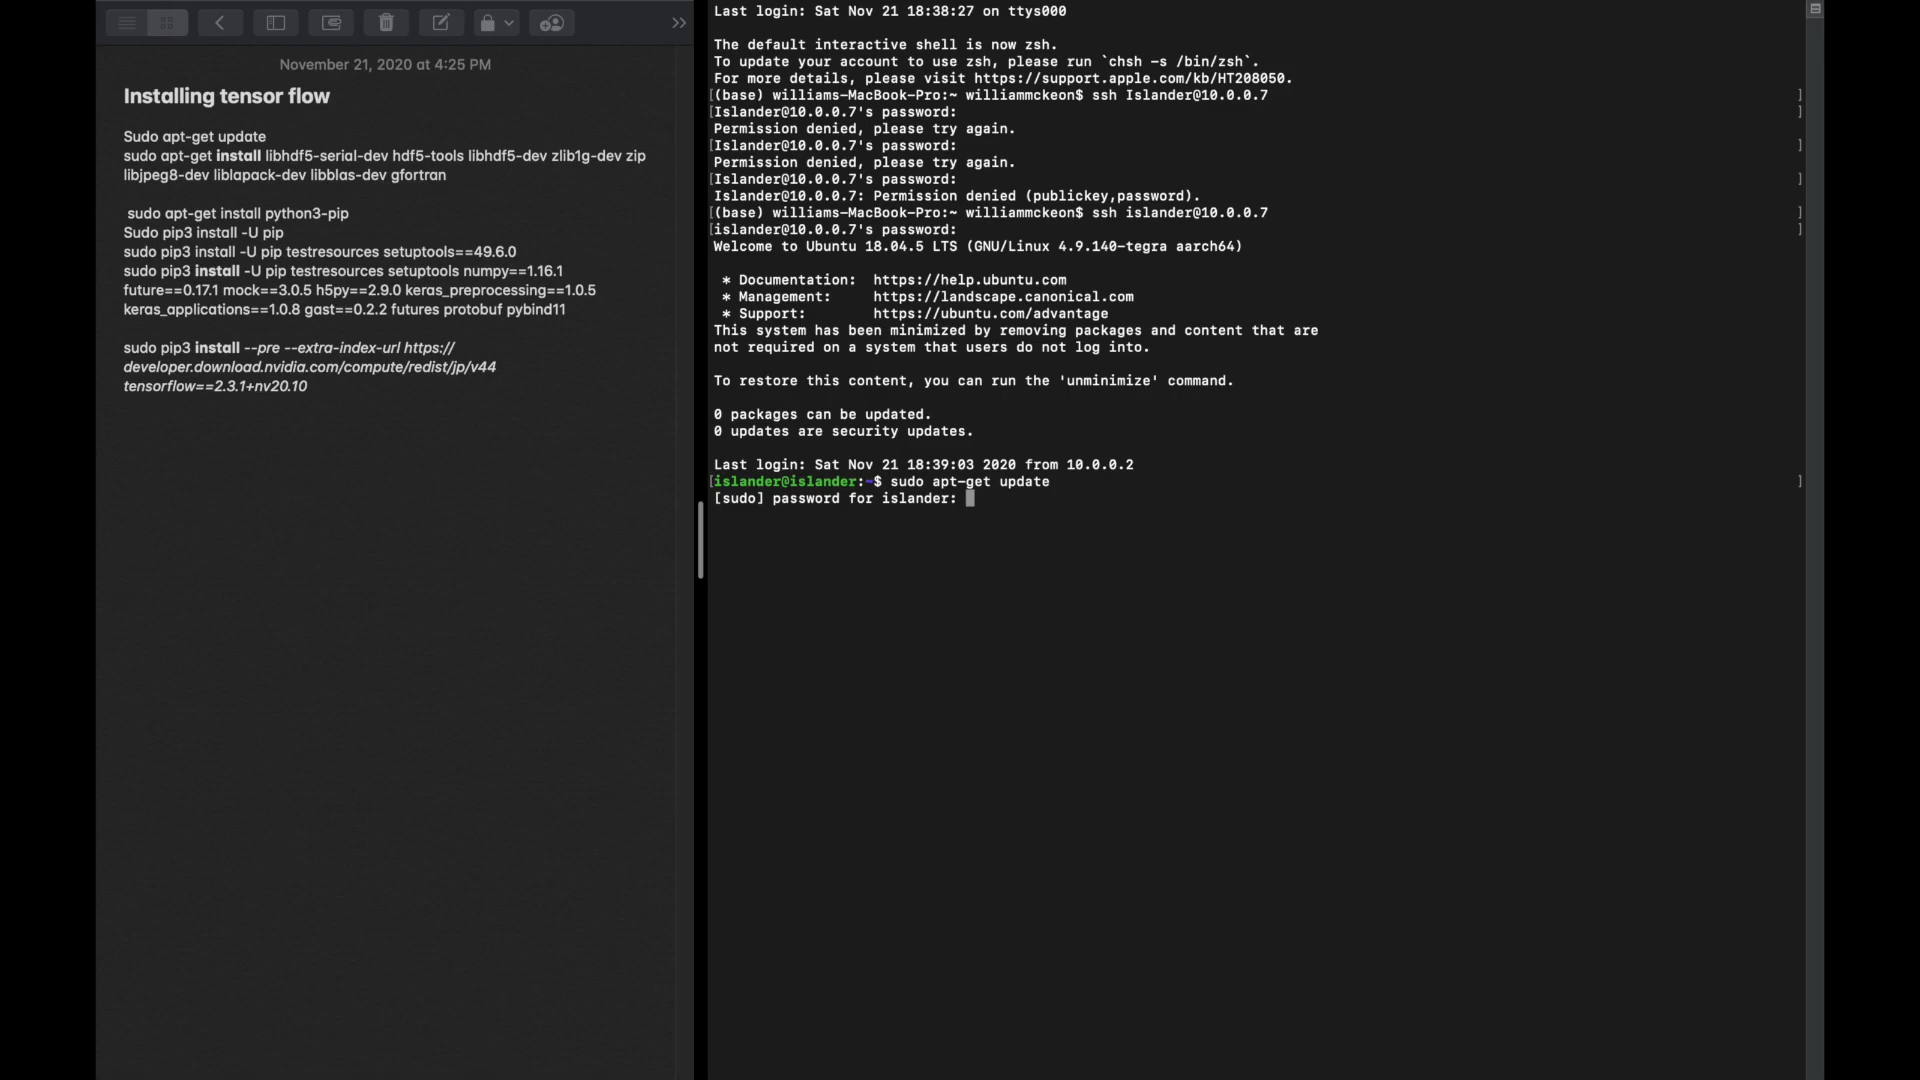 November 21, 2020 at 4:25 PM
Installing tensor flow
Sudo apt-get update
sudo apt-get install libhdf5-serial-dev hdf5-tools libhdf5-dev zlib1g-dev zip
libjpeg8-dev liblapack-dev libblas-dev gfortran
sudo apt-get install python3-pip
Sudo pip3 install -U pip
sudo pip3 install -U pip testresources setuptools==49.6.0
sudo pip3 install -U pip testresources setuptools numpy==1.16.1
future==0.17.1 mock==3.0.5 h5py==2.9.0 keras_preprocessing==1.0.5
keras_applications==1.0.8 gast==0.2.2 futures protobuf pybind11
sudo pip3 install --pre --extra-index-url https://
developer.download.nvidia.com/compute/redist/jp/v44
tensorflow==2.3.1+nv20.10
Last login: Sat Nov 21 18:38:27 on ttys000
The default interactive shell is now zsh.
To update your account to use zsh, please run `chsh -s /bin/zsh`.
For more details, please visit https://support.apple.com/kb/HT208050.
[(base) williams-MacBook-Pro:~ williammckeon$ ssh Islander@10.0.0.7 ]
[Islander@10.0.0.7's password: ]
Permission denied, please try again.
[Islander@10.0.0.7's password: ]
Permission denied, please try again.
[Islander@10.0.0.7's password: ]
Islander@10.0.0.7: Permission denied (publickey,password).
[(base) williams-MacBook-Pro:~ williammckeon$ ssh islander@10.0.0.7 ]
[islander@10.0.0.7's password: ]
Welcome to Ubuntu 18.04.5 LTS (GNU/Linux 4.9.140-tegra aarch64)
* Documentation: https://help.ubuntu.com
* Management: https://landscape.canonical.com
* Support: https://ubuntu.com/advantage
This system has been minimized by removing packages and content that are
not required on a system that users do not log into.
To restore this content, you can run the 'unminimize' command.
0 packages can be updated.
0 updates are security updates.
Last login: Sat Nov 21 18:39:03 2020 from 10.0.0.2
[islander@islander:~$ sudo apt-get update ]
[sudo] password for islander: